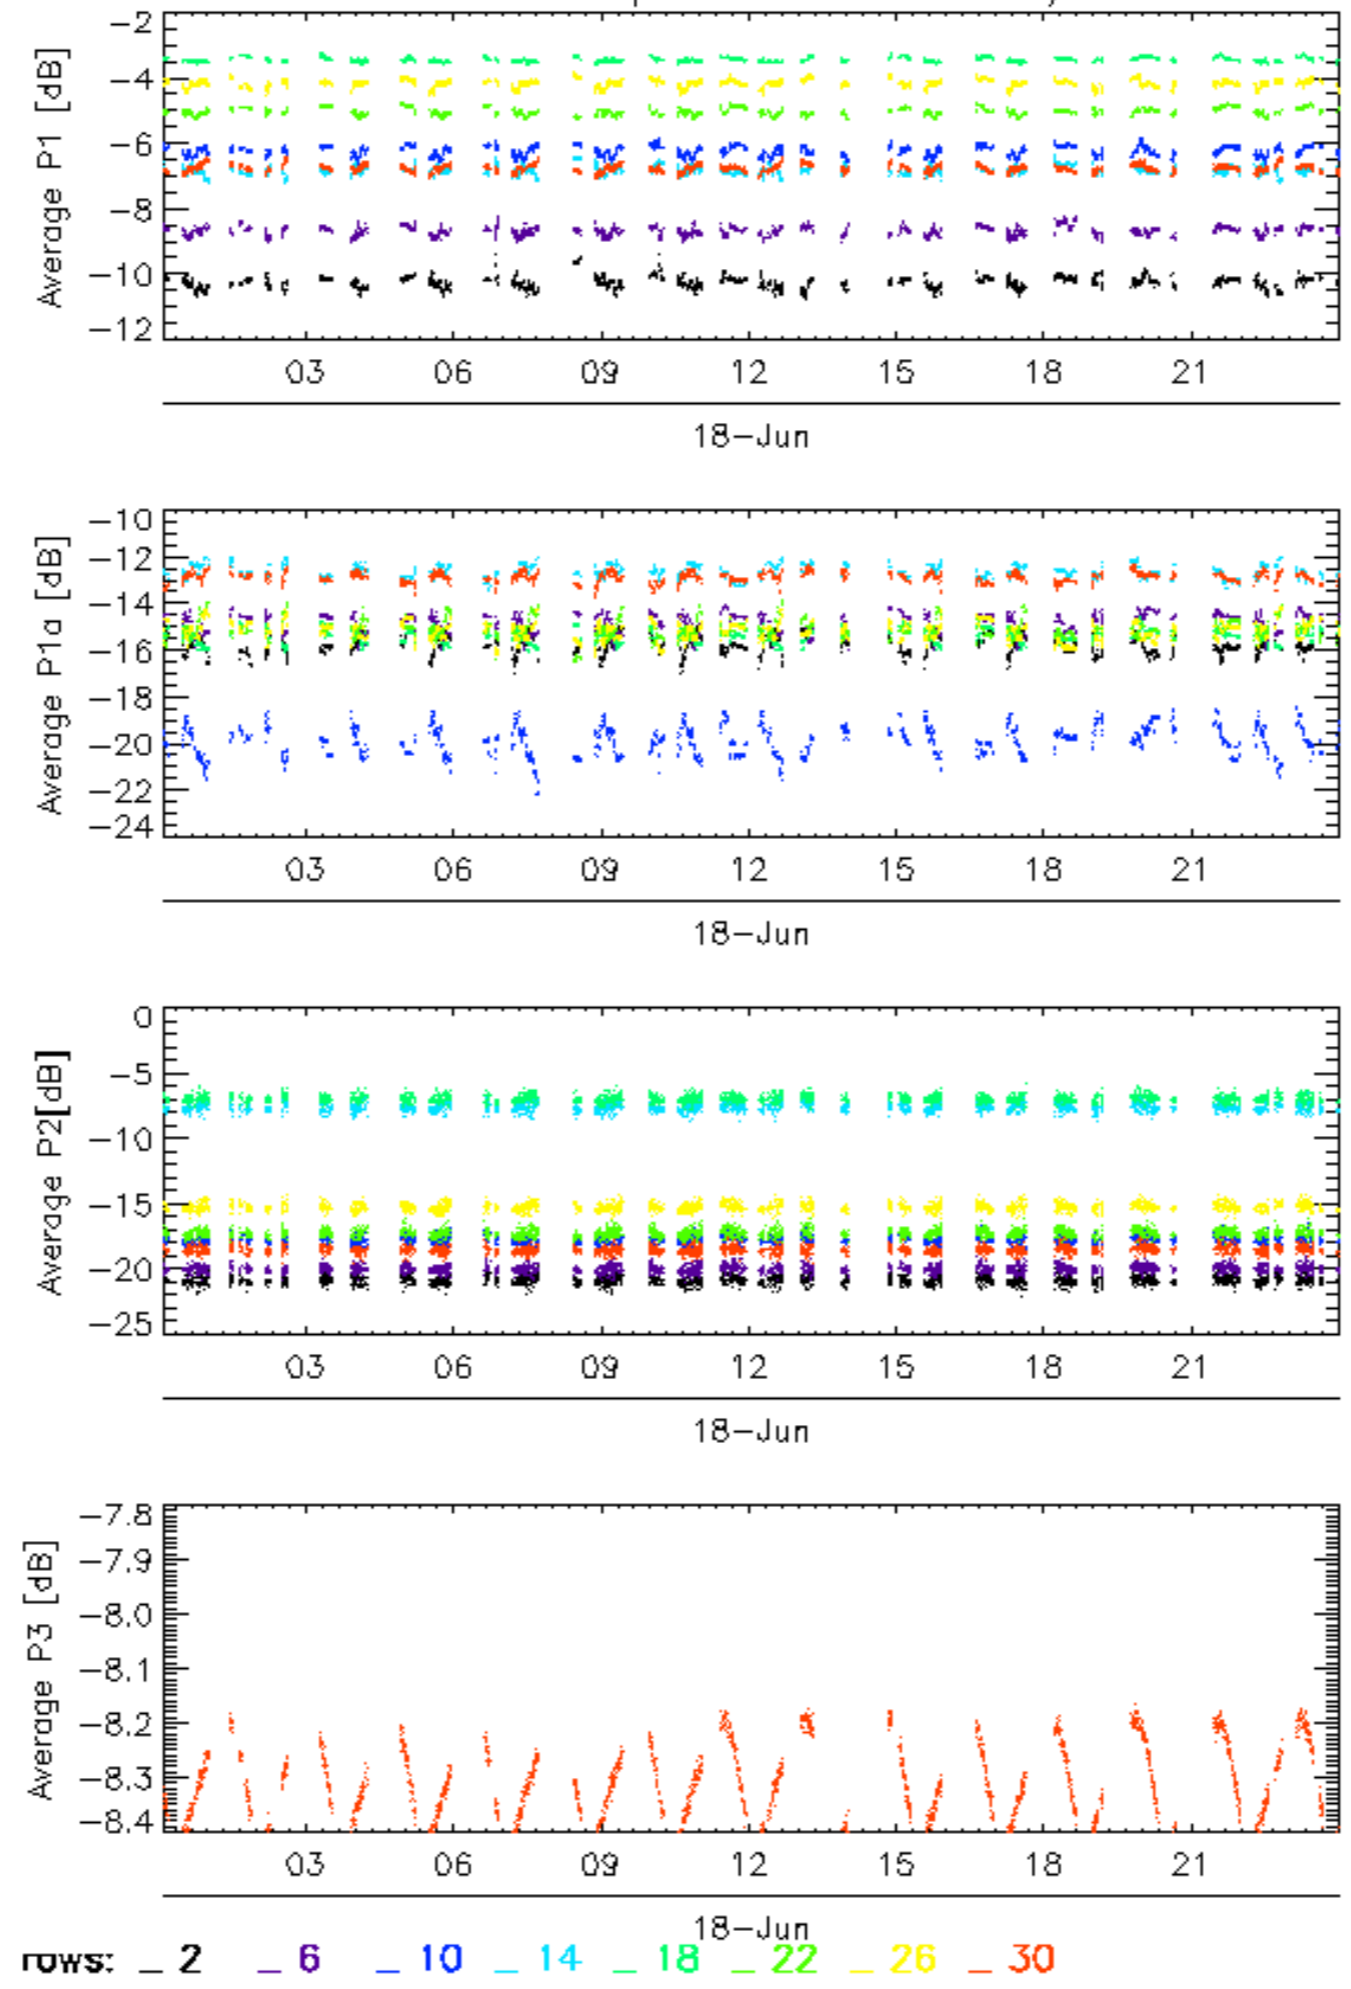 Average P1 [dB]
-2
-4
-6
-8
-10
-12
03 06 09 12 15 18 21
18-Jun
Average P1a [dB]
-10
-12
-14
-16
-18
-20
-22
-24
03 06 09 12 15 18 21
18-Jun
Average P2[dB]
0
-5
-10
-15
-20
-25
03 06 09 12 15 18 21
18-Jun
Average P3 [dB]
-7.8
-7.9
-8.0
-8.1
-8.2
-8.3
-8.4
03 06 09 12 15 18 21
18-Jun
rows: _ 2 _ 6 _ 10 _ 14 _ 18 _ 22 _ 26 _ 30